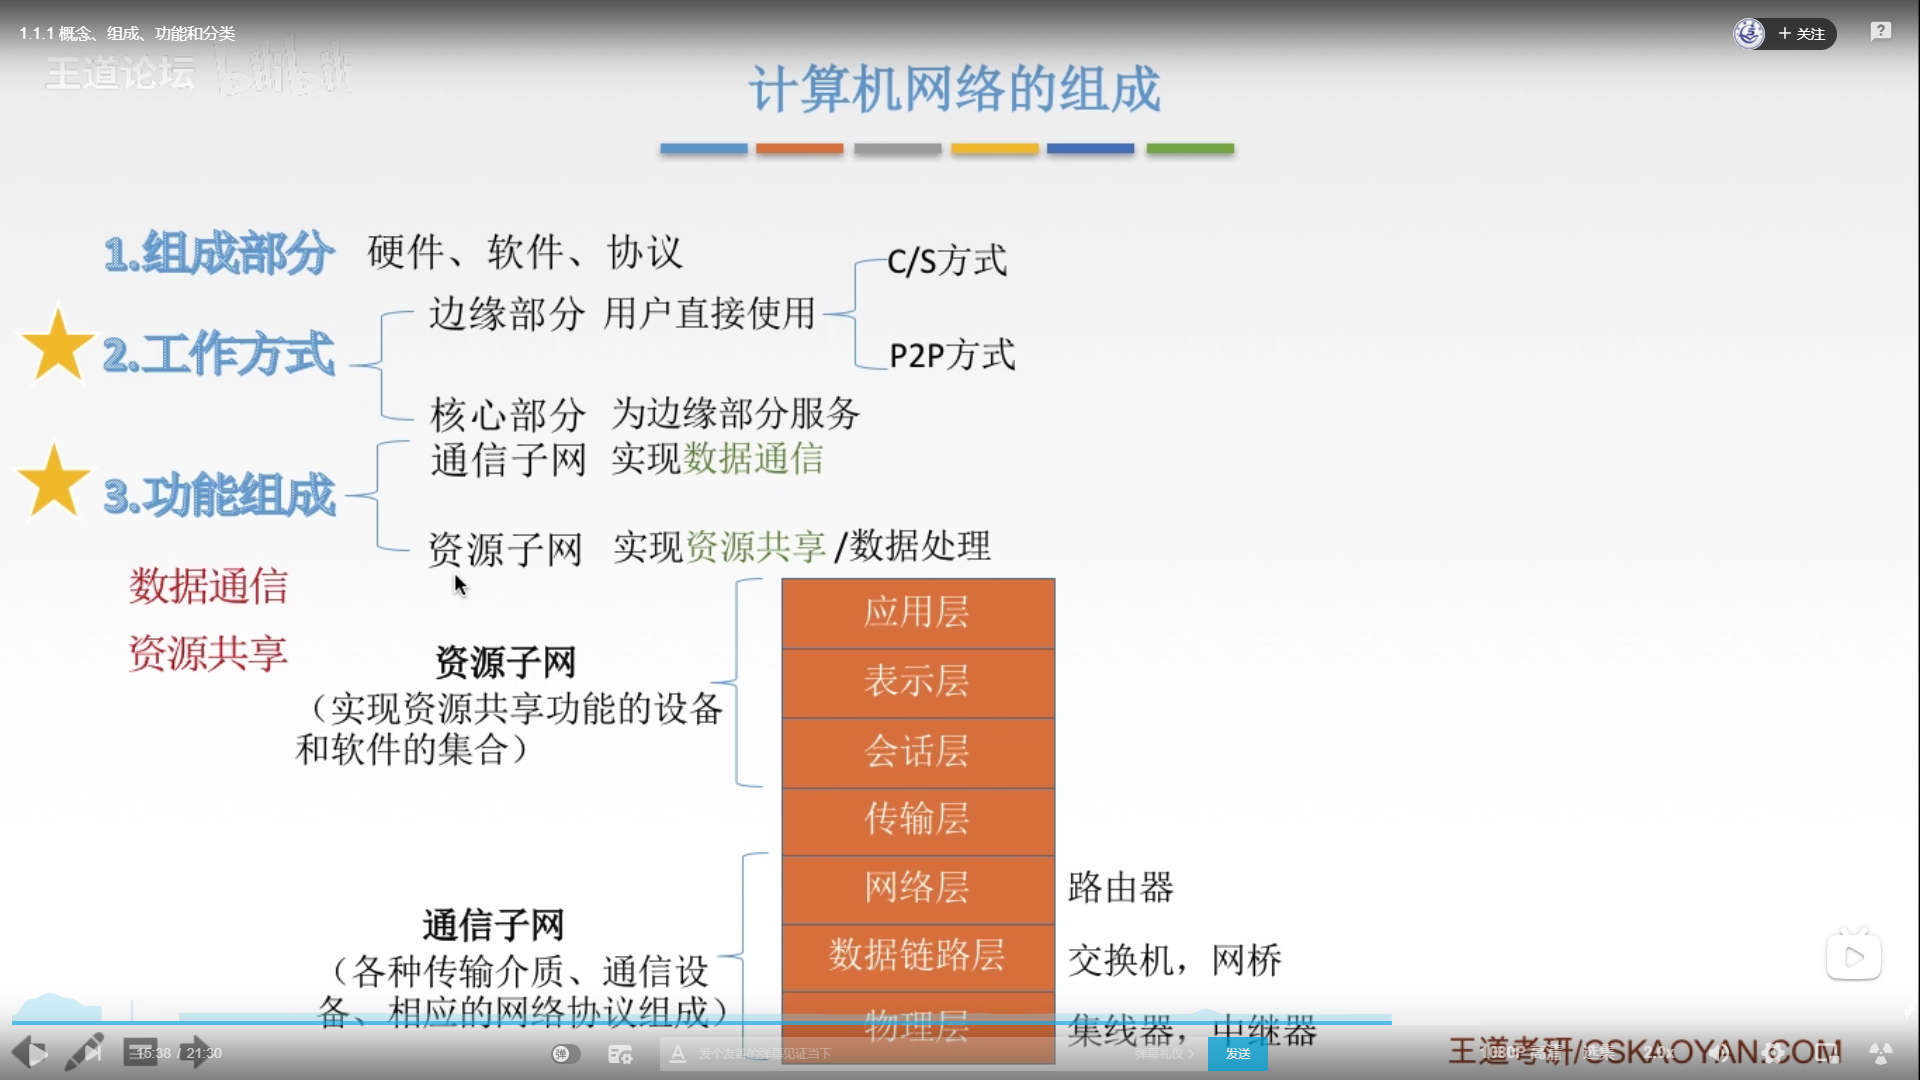 1.1.1 概念、组成、功能和分类
+ 关注
王道论坛 bilibili
计算机网络的组成
1.组成部分 硬件、软件、协议
C/S方式
边缘部分 用户直接使用
2.工作方式
P2P方式
核心部分 为边缘部分服务
通信子网 实现数据通信
3.功能组成
资源子网 实现资源共享/数据处理
数据通信
资源共享
资源子网
（实现资源共享功能的设备
和软件的集合）
应用层
表示层
会话层
传输层
网络层 路由器
通信子网
数据链路层 交换机，网桥
（各种传输介质、通信设
备、相应的网络协议组成）
物理层 集线器，中继器
15:38 / 21:30
弹
发个友善的弹幕见证当下
弹幕礼仪 >
发送
1080P 高清
选集
2.0x
王道考研/CSKAOYAN.COM